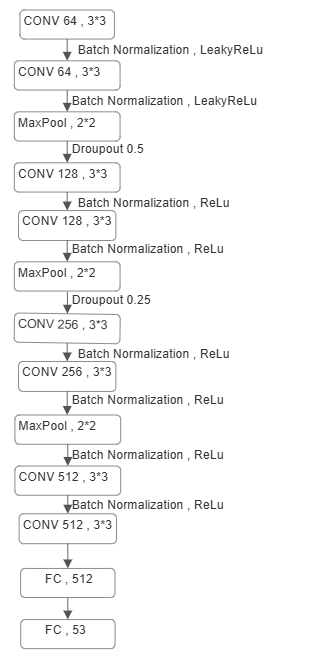 CONV 64 , 3*3
Batch Normalization , LeakyReLu
CONV 64 , 3*3
Batch Normalization , LeakyReLu
MaxPool , 2*2
Droupout 0.5
CONV 128 , 3*3
Batch Normalization , ReLu
CONV 128 , 3*3
Batch Normalization , ReLu
MaxPool , 2*2
Droupout 0.25
CONV 256 , 3*3
Batch Normalization , ReLu
CONV 256 , 3*3
Batch Normalization , ReLu
MaxPool , 2*2
Batch Normalization , ReLu
CONV 512 , 3*3
Batch Normalization , ReLu
CONV 512 , 3*3
FC , 512
FC , 53